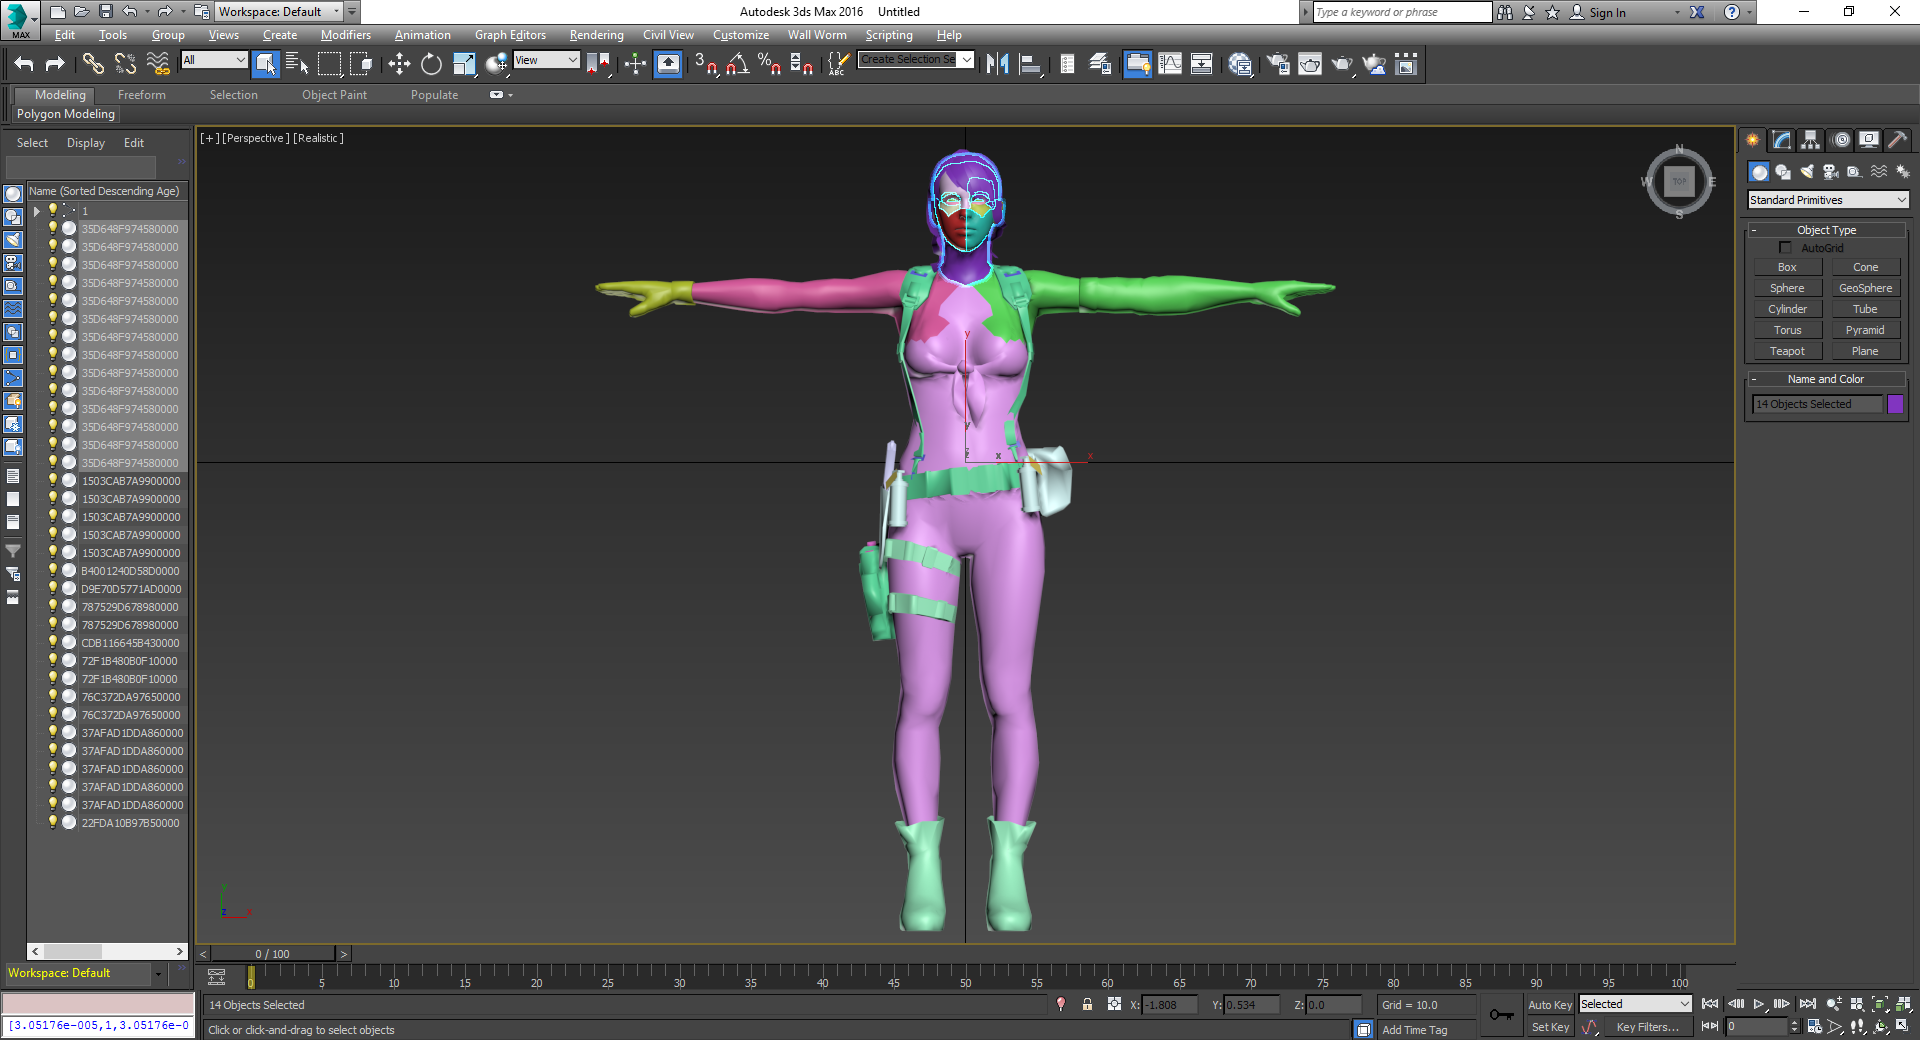 Workspace: Default
Autodesk 3ds Max 2016 Untitled
Type a keyword or phrase
Sign In
MAX
Edit Tools Group Views Create Modifiers Animation Graph Editors Rendering Civil View Customize Wall Worm Scripting Help
All
View
3
ABC
Create Selection Se
Modeling Freeform Selection Object Paint Populate
Polygon Modeling
Select Display Edit
Name (Sorted Descending Age)
1
35D648F974580000
35D648F974580000
35D648F974580000
35D648F974580000
35D648F974580000
35D648F974580000
35D648F974580000
35D648F974580000
35D648F974580000
35D648F974580000
35D648F974580000
35D648F974580000
35D648F974580000
35D648F974580000
1503CAB7A9900000
1503CAB7A9900000
1503CAB7A9900000
1503CAB7A9900000
1503CAB7A9900000
B4001240D58D0000
D9E70D5771AD0000
787529D678980000
787529D678980000
CDB116645B430000
72F1B480B0F10000
72F1B480B0F10000
76C372DA97650000
76C372DA97650000
37AFAD1DDA860000
37AFAD1DDA860000
37AFAD1DDA860000
37AFAD1DDA860000
37AFAD1DDA860000
22FDA10B97B50000
Workspace: Default
[+] [Perspective ] [Realistic ]
N
W TOP E
S
y
y
z x x
y
z x
Standard Primitives
- Object Type
AutoGrid
Box Cone
Sphere GeoSphere
Cylinder Tube
Torus Pyramid
Teapot Plane
- Name and Color
14 Objects Selected
< 0 / 100 >
0 5 10 15 20 25 30 35 40 45 50 55 60 65 70 75 80 85 90 95 100
14 Objects Selected
X: -1.808 Y: 0.534 Z: 0.0 Grid = 10.0
Auto Key Selected
[3.05176e-005,1,3.05176e-0
Click or click-and-drag to select objects
Add Time Tag
Set Key Key Filters... 0